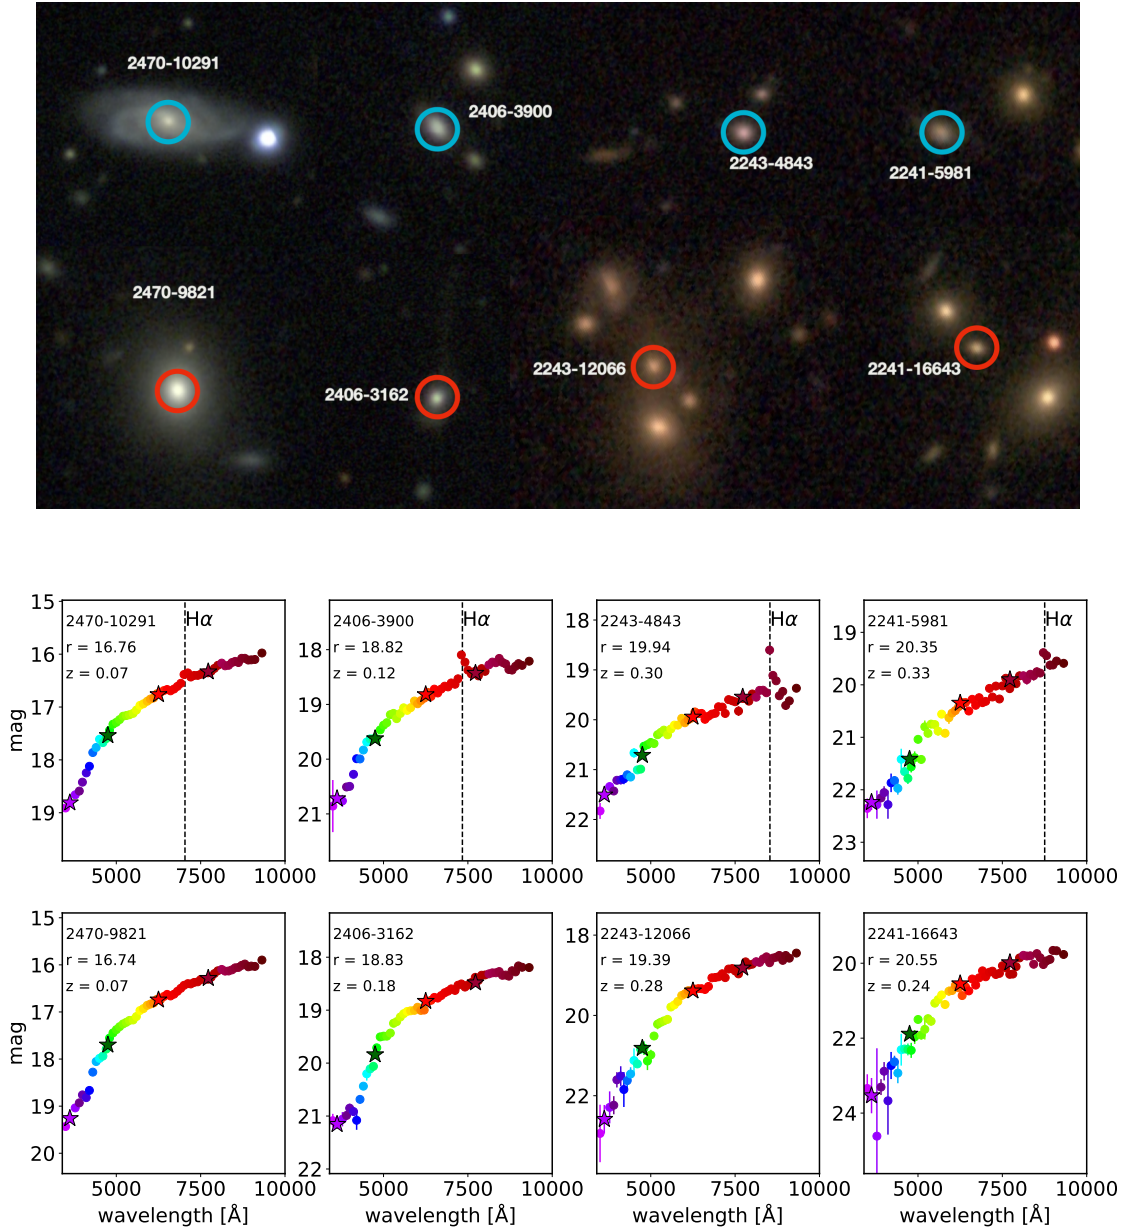 2470-10291
2406-3900
2243-4843
2241-5981
2470-9821
2406-3162
2243-12066
2241-16643
15
16
17
18
19
mag
2470-10291
r = 16.76
z = 0.07
Hα
5000
7500
10000
18
19
20
21
2406-3900
r = 18.82
z = 0.12
Hα
5000
7500
10000
18
19
20
21
22
2243-4843
r = 19.94
z = 0.30
Hα
5000
7500
10000
19
20
21
22
23
2241-5981
r = 20.35
z = 0.33
Hα
5000
7500
10000
15
16
17
18
19
20
mag
2470-9821
r = 16.74
z = 0.07
5000
7500
10000
wavelength [Å]
18
19
20
21
22
2406-3162
r = 18.83
z = 0.18
5000
7500
10000
wavelength [Å]
18
20
22
2243-12066
r = 19.39
z = 0.28
5000
7500
10000
wavelength [Å]
20
22
24
2241-16643
r = 20.55
z = 0.24
5000
7500
10000
wavelength [Å]